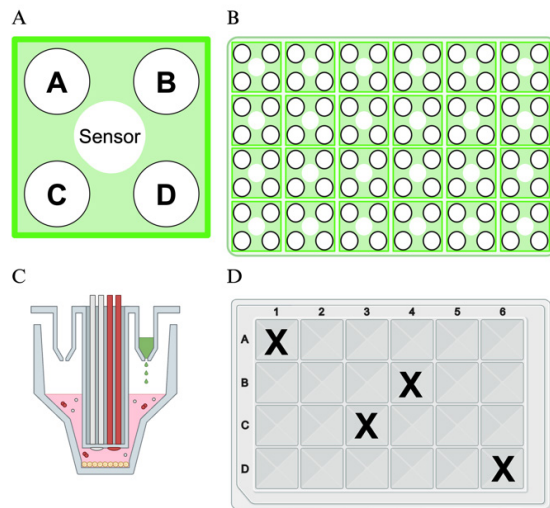 A
A B
Sensor
C D
B
C
D
1 2 3 4 5 6
A X
B X
C X
D X